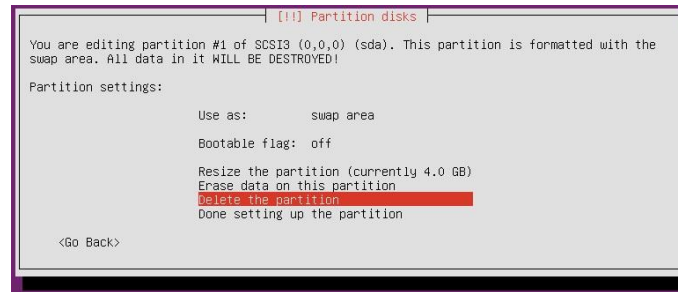 [!!] Partition disks
You are editing partition #1 of SCSI3 (0,0,0) (sda). This partition is formatted with the
swap area. All data in it WILL BE DESTROYED!
Partition settings:
Use as: swap area
Bootable flag: off
Resize the partition (currently 4.0 GB)
Erase data on this partition
Delete the partition
Done setting up the partition
<Go Back>